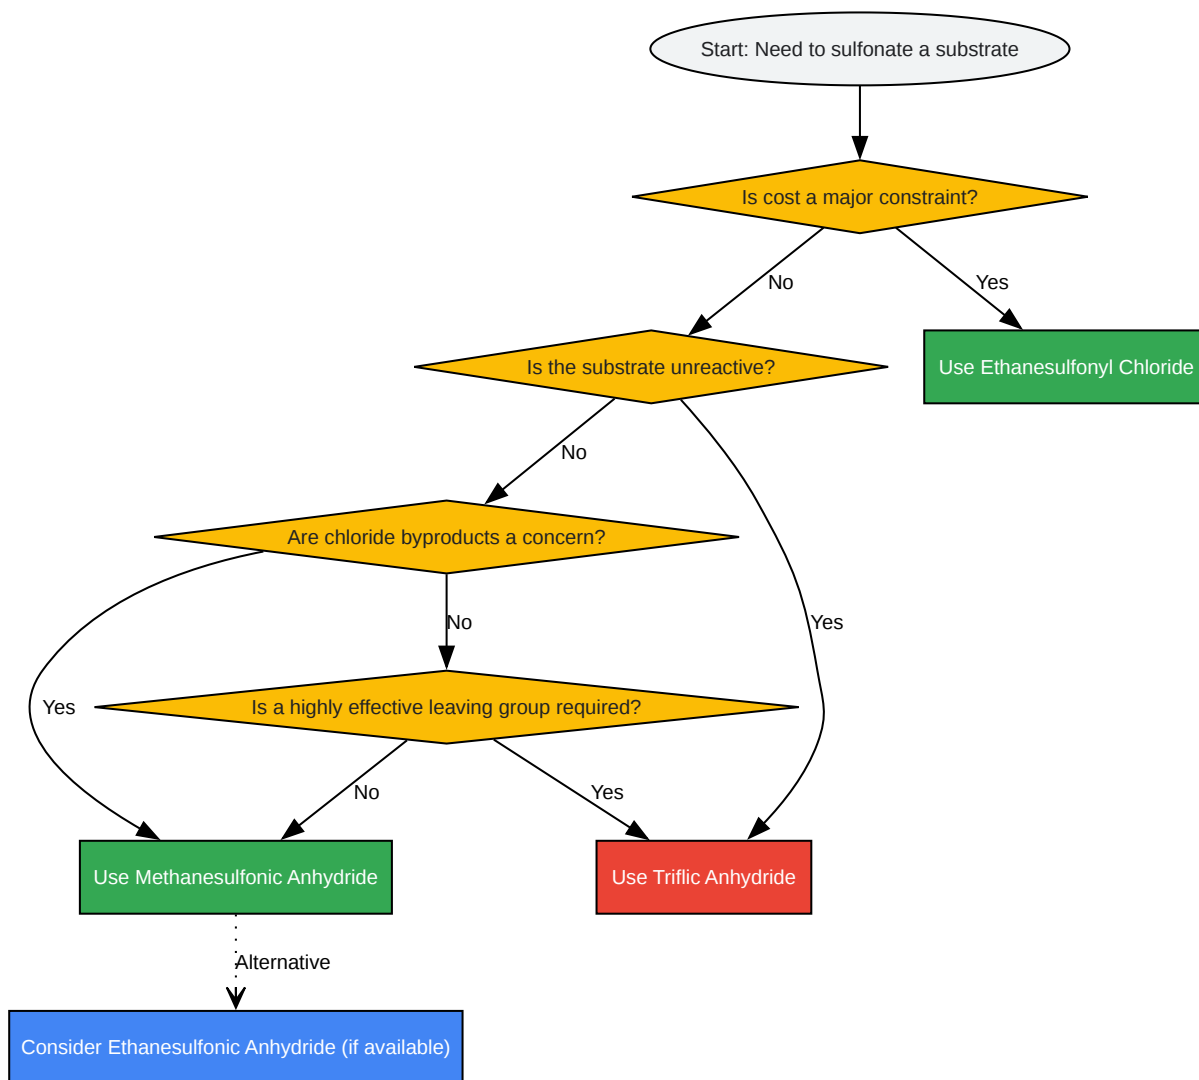 Start: Need to sulfonate a substrate
Is cost a major constraint?
No
Yes
Is the substrate unreactive?
Use Ethanesulfonyl Chloride
No
Are chloride byproducts a concern?
No
Yes
Yes
Is a highly effective leaving group required?
No
Yes
Use Methanesulfonic Anhydride
Use Triflic Anhydride
Alternative
Consider Ethanesulfonic Anhydride (if available)